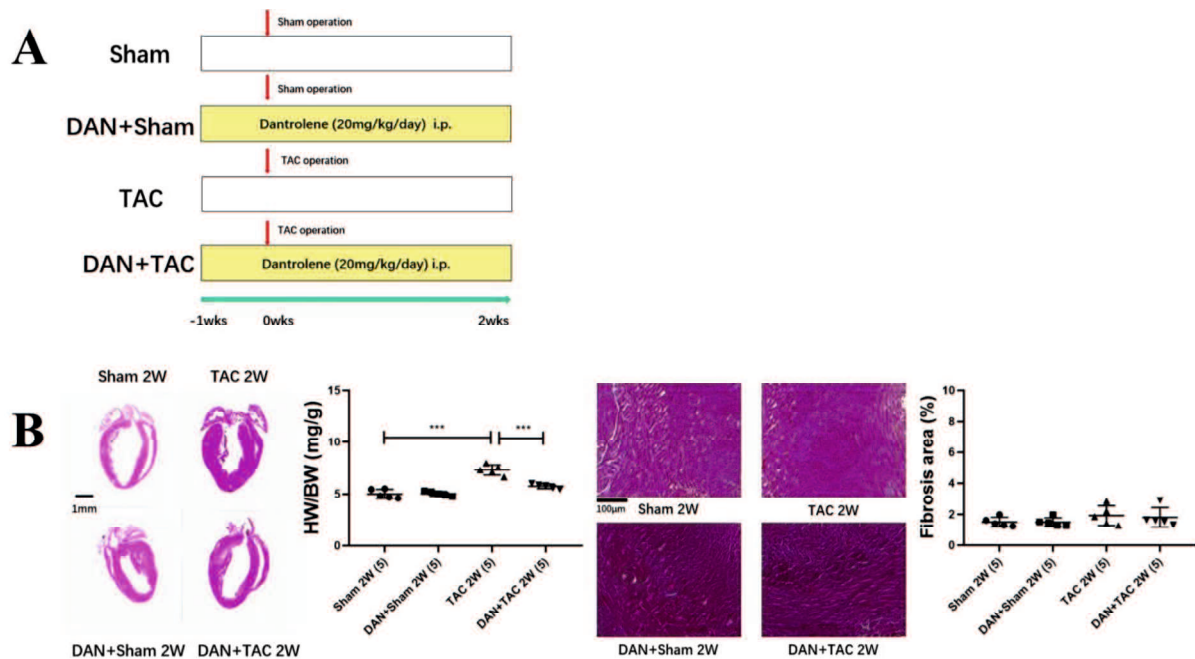 A
Sham operation
Sham
Sham operation
DAN+Sham
Dantrolene (20mg/kg/day) i.p.
TAC operation
TAC
TAC operation
DAN+TAC
Dantrolene (20mg/kg/day) i.p.
-1wks 0wks 2wks
B
Sham 2W TAC 2W
1mm
DAN+Sham 2W DAN+TAC 2W
HW/BW (mg/g)
15
10
5
0
***
***
Sham 2W (5)
DAN+Sham 2W (5)
TAC 2W (5)
DAN+TAC 2W (5)
100μm
Sham 2W TAC 2W
DAN+Sham 2W DAN+TAC 2W
Fibrosis area (%)
10
8
6
4
2
0
Sham 2W (5)
DAN+Sham 2W (5)
TAC 2W (5)
DAN+TAC 2W (5)